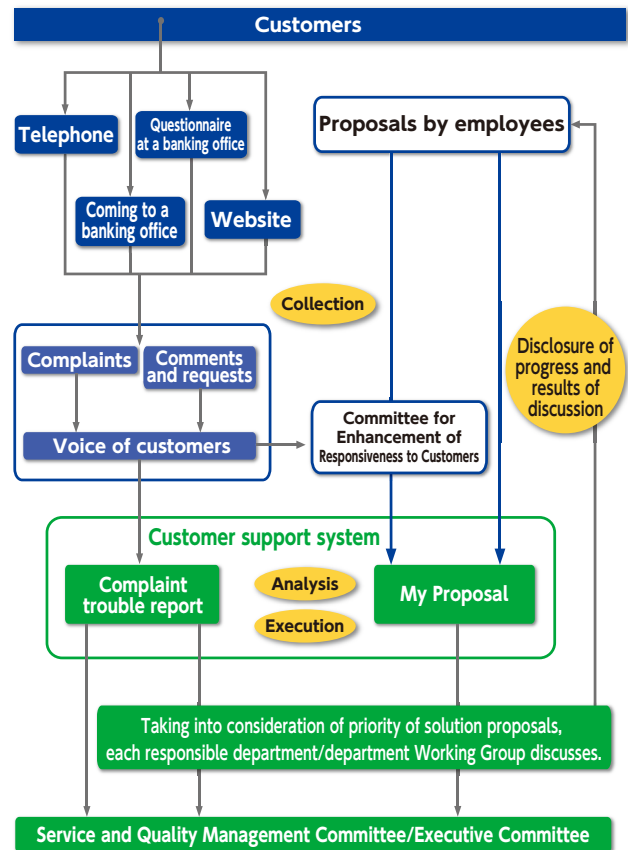 Customers
Telephone
Questionnaire
at a banking office
Proposals by employees
Coming to a
banking office
Website
Collection
Disclosure of
progress and
results of
discussion
Complaints
Comments
and requests
Voice of customers
Committee for
Enhancement of
Responsiveness to Customers
Customer support system
Complaint
trouble report
Analysis
Execution
My Proposal
Taking into consideration of priority of solution proposals,
each responsible department/department Working Group discusses.
Service and Quality Management Committee/Executive Committee